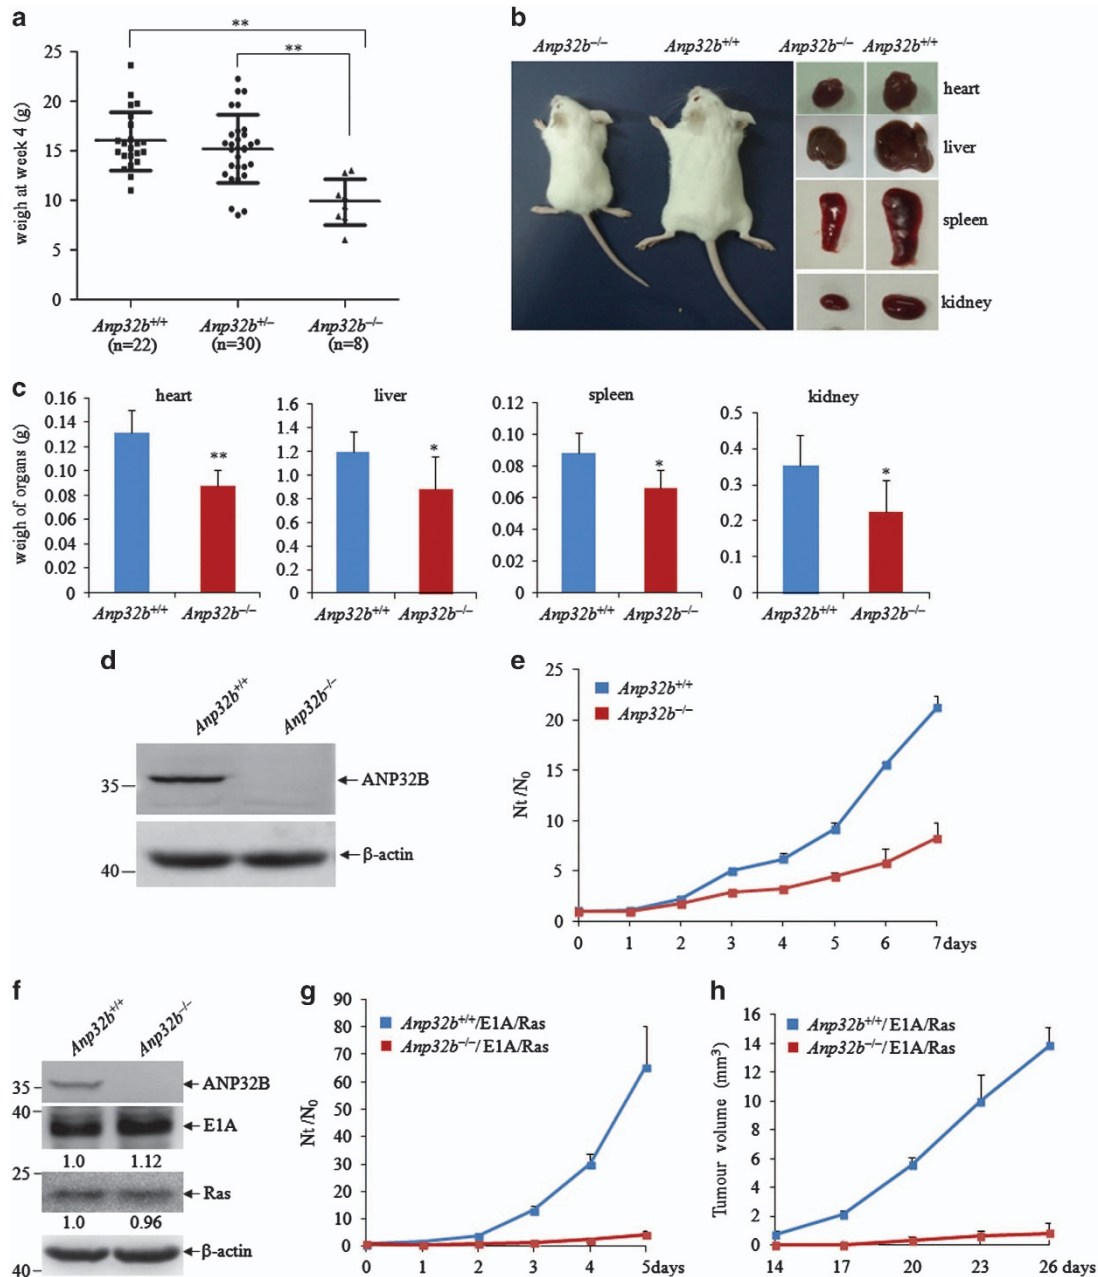 a
**
**
weigh at week 4 (g)
25
20
15
10
5
0
Anp32b+/+
(n=22)
Anp32b+/–
(n=30)
Anp32b–/–
(n=8)
b
Anp32b–/– Anp32b+/+ Anp32b–/– Anp32b+/+
heart
liver
spleen
kidney
c
weigh of organs (g)
heart
0.16
0.14
0.12
0.10
0.08
0.06
0.04
0.02
0
**
Anp32b+/+ Anp32b–/–
liver
1.6
1.4
1.2
1.0
0.8
0.6
0.4
0.2
0
*
Anp32b+/+ Anp32b–/–
spleen
0.12
0.10
0.08
0.06
0.04
0.02
0
*
Anp32b+/+ Anp32b–/–
kidney
0.5
0.4
0.3
0.2
0.1
0
*
Anp32b+/+ Anp32b–/–
d
Anp32b+/+ Anp32b–/–
35
ANP32B
40
β-actin
e
Anp32b+/+
Anp32b–/–
Nt/N0
25
20
15
10
5
0
0 1 2 3 4 5 6 7 days
f
Anp32b+/+ Anp32b–/–
35
ANP32B
40
E1A
1.0 1.12
25
Ras
1.0 0.96
β-actin
40
g
Anp32b+/+/E1A/Ras
Anp32b–/–/E1A/Ras
Nt/N0
90
80
70
60
50
40
30
20
10
0
0 1 2 3 4 5days
h
Anp32b+/+/E1A/Ras
Anp32b–/–/E1A/Ras
Tumour volume (mm3)
16
14
12
10
8
6
4
2
0
14 17 20 23 26 days